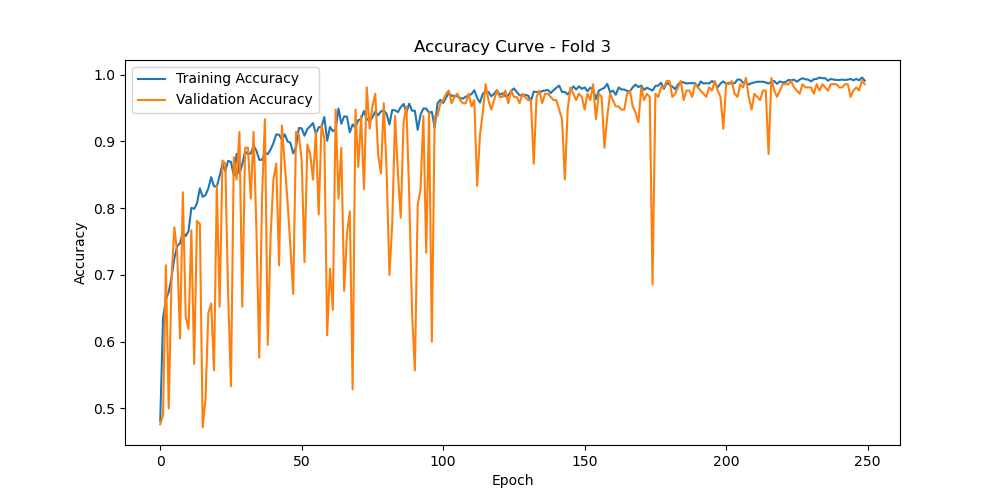 Accuracy Curve - Fold 3
Training Accuracy
Validation Accuracy
Accuracy
1.0
0.9
0.8
0.7
0.6
0.5
0 50 100 150 200 250
Epoch